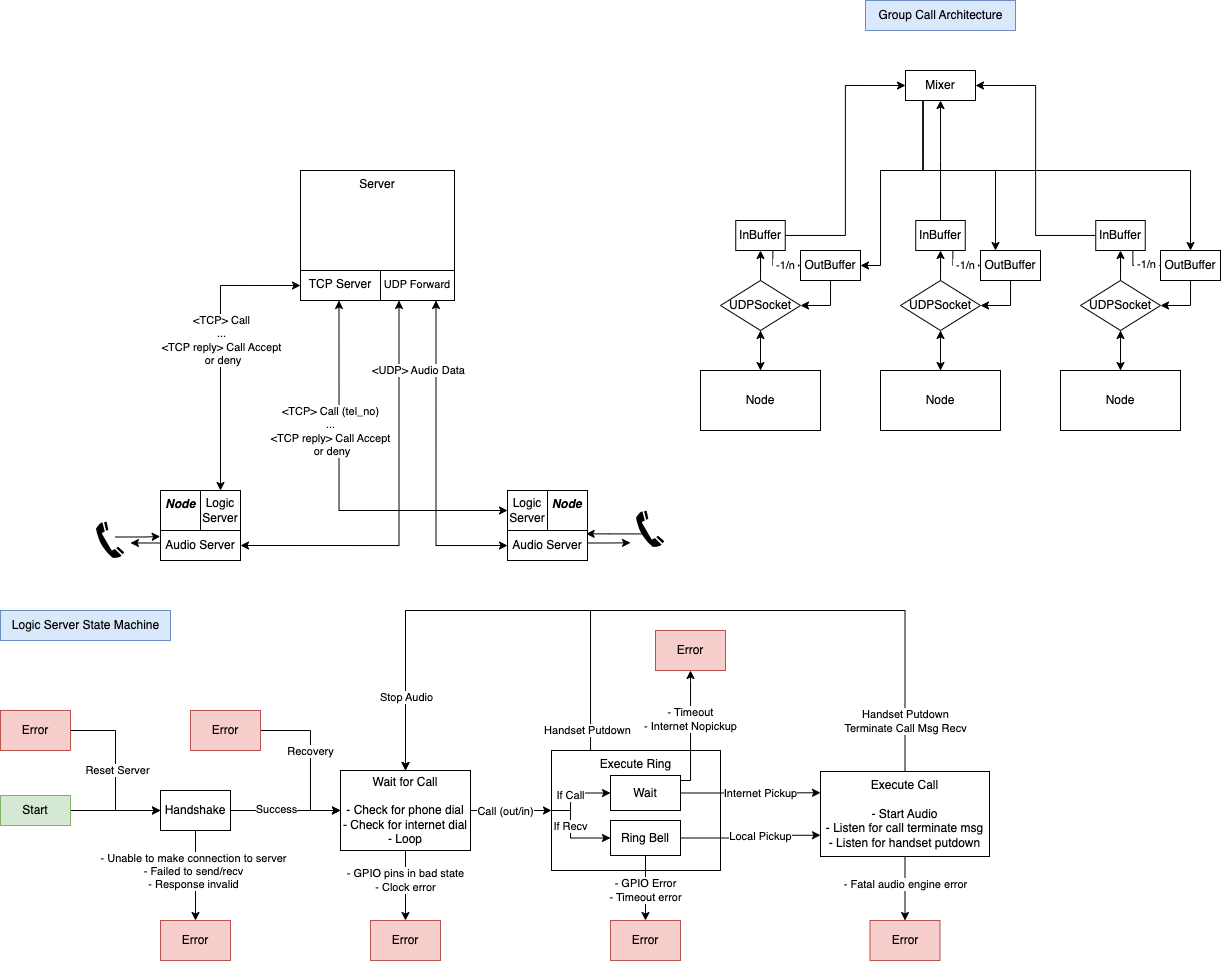 Group Call Architecture
Mixer
InBuffer
-1/n
OutBuffer
UDPSocket
Node
InBuffer
-1/n
OutBuffer
UDPSocket
Node
InBuffer
-1/n
OutBuffer
UDPSocket
Node
Server
TCP Server
UDP Forward
<TCP> Call
...
<TCP reply> Call Accept
or deny
<UDP> Audio Data
<TCP> Call (tel_no)
...
<TCP reply> Call Accept
or deny
Node
Logic
Server
Audio Server
Logic
Server
Node
Audio Server
Logic Server State Machine
Error
Reset Server
Start
Handshake
- Unable to make connection to server
- Failed to send/recv
- Response invalid
Error
Success
Error
Recovery
Stop Audio
Wait for Call
- Check for phone dial
- Check for internet dial
- Loop
- GPIO pins in bad state
- Clock error
Error
Call (out/in)
Handset Putdown
Error
- Timeout
- Internet Nopickup
Execute Ring
If Call
Wait
If Recv
Ring Bell
- GPIO Error
- Timeout error
Error
Internet Pickup
Local Pickup
Handset Putdown
Terminate Call Msg Recv
Execute Call
- Start Audio
- Listen for call terminate msg
- Listen for handset putdown
- Fatal audio engine error
Error